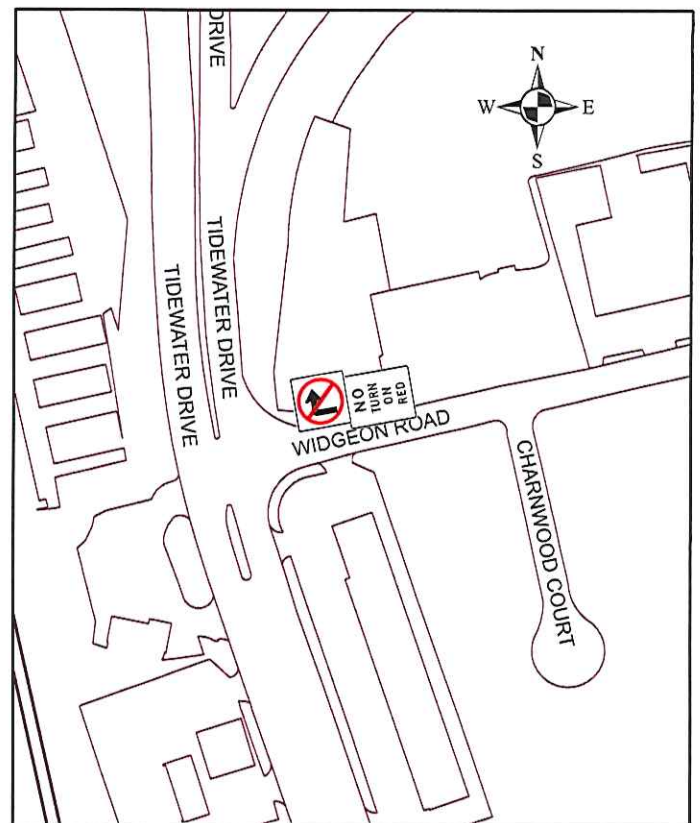 DRIVE
N
W E
S
TIDEWATER DRIVE
TIDEWATER DRIVE
NO
TURN
ON
RED
WIDGEON ROAD
CHARNWOOD COURT